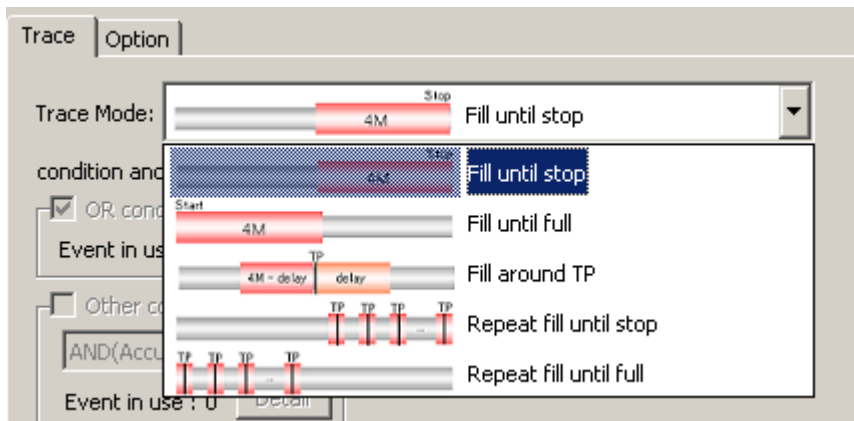 Trace Option
Trace Mode: Stop 4M Fill until stop
Stop 4M Fill until stop
condition and
Start 4M Fill until full
OR cond
Event in us
TP 4M - delay delay Fill around TP
Other co
TP TP TP .. TP Repeat fill until stop
AND(Accu
TP TP TP .. TP Repeat fill until full
Event in use : 0 Detail